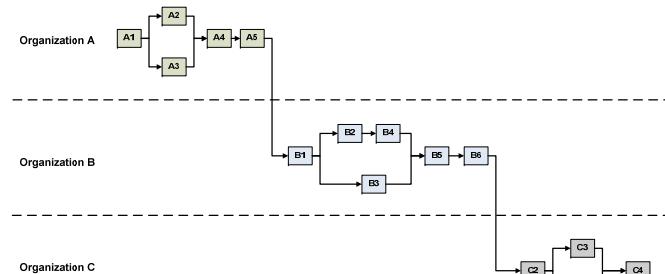 Organization A
A1
A2
A3
A4
A5
Organization B
B1
B2
B4
B3
B5
B6
Organization C
C2
C3
C4